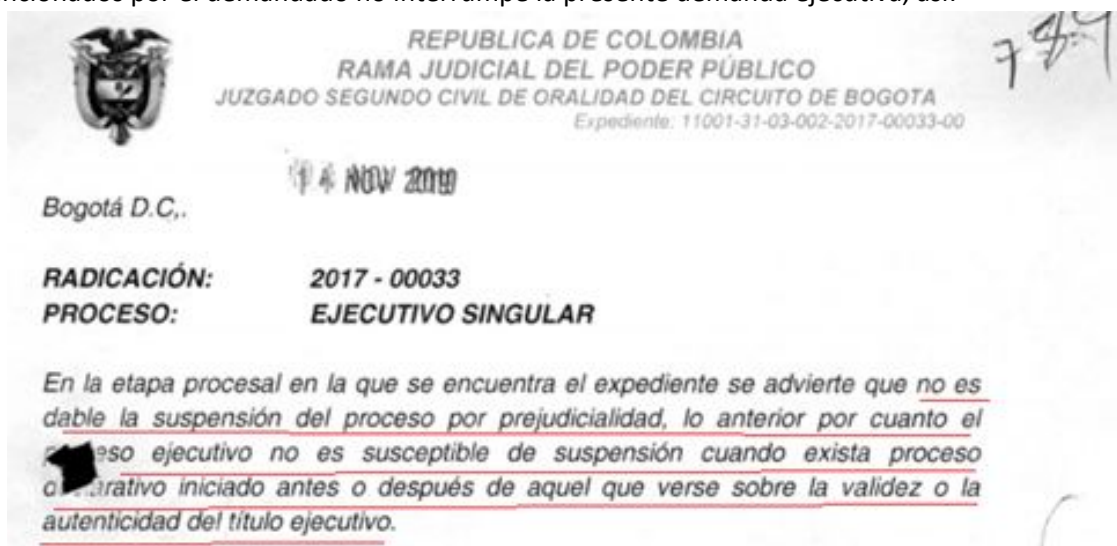 por el demandado no interrumpe la presente demanda ejecutiva, así:
REPUBLICA DE COLOMBIA
RAMA JUDICIAL DEL PODER PÚBLICO
JUZGADO SEGUNDO CIVIL DE ORALIDAD DEL CIRCUITO DE BOGOTA
Expediente: 11001-31-03-002-2017-00033-00
14 NOV 2019
Bogotá D.C,.
RADICACIÓN: 2017 - 00033
PROCESO: EJECUTIVO SINGULAR
En la etapa procesal en la que se encuentra el expediente se advierte que no es
dable la suspensión del proceso por prejudicialidad, lo anterior por cuanto el
ejecutivo no es susceptible de suspensión cuando exista proceso
iniciado antes o después de aquel que verse sobre la validez o la
autenticidad del título ejecutivo.